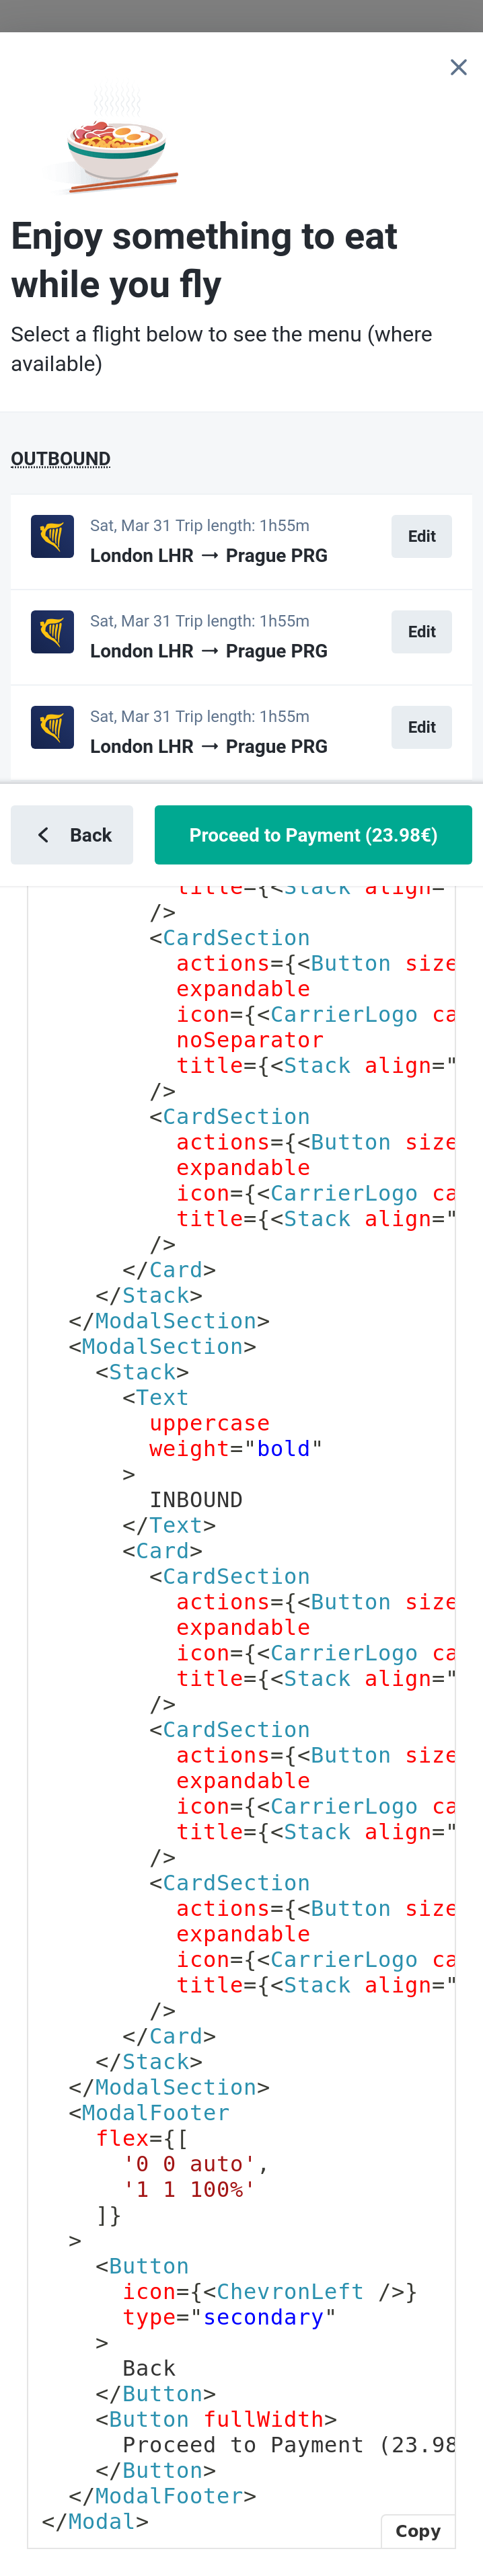 Enjoy something to eat
while you fly
Select a flight below to see the menu (where
available)
OUTBOUND
Sat, Mar 31 Trip length: 1h55m
London LHR → Prague PRG
Edit
Sat, Mar 31 Trip length: 1h55m
London LHR → Prague PRG
Edit
Sat, Mar 31 Trip length: 1h55m
London LHR → Prague PRG
Edit
Back
Proceed to Payment (23.98€)
title={<Stack align="
/>
<CardSection
actions={<Button size
expandable
icon={<CarrierLogo ca
noSeparator
title={<Stack align="
/>
<CardSection
actions={<Button size
expandable
icon={<CarrierLogo ca
title={<Stack align="
/>
</Card>
</Stack>
</ModalSection>
<ModalSection>
<Stack>
<Text
uppercase
weight="bold"
>
INBOUND
</Text>
<Card>
<CardSection
actions={<Button size
expandable
icon={<CarrierLogo ca
title={<Stack align="
/>
<CardSection
actions={<Button size
expandable
icon={<CarrierLogo ca
title={<Stack align="
/>
<CardSection
actions={<Button size
expandable
icon={<CarrierLogo ca
title={<Stack align="
/>
</Card>
</Stack>
</ModalSection>
<ModalFooter
flex={[
'0 0 auto',
'1 1 100%'
]}
>
<Button
icon={<ChevronLeft />}
type="secondary"
>
Back
</Button>
<Button fullWidth>
Proceed to Payment (23.98
</Button>
</ModalFooter>
</Modal>
Copy